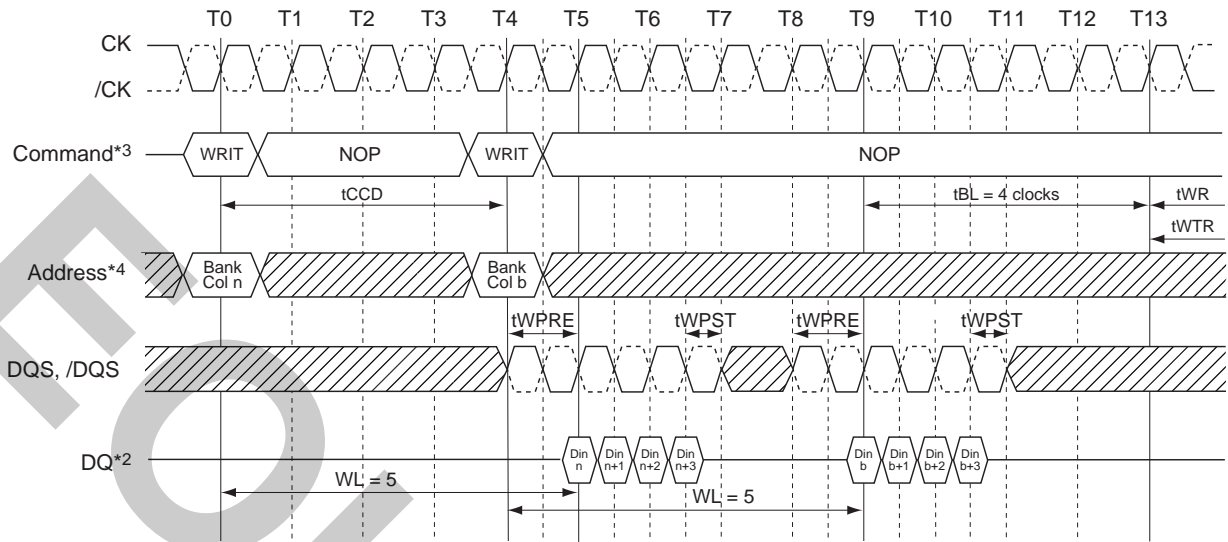 T0 T1 T2 T3 T4 T5 T6 T7 T8 T9 T10 T11 T12 T13
CK
/CK
Command*3 WRIT NOP WRIT NOP
tCCD tBL = 4 clocks tWR
tWTR
Address*4 Bank Col n Bank Col b
tWPRE tWPST tWPRE tWPST
DQS, /DQS
DQ*2 Din n Din n+1 Din n+2 Din n+3 Din b Din b+1 Din b+2 Din b+3
WL = 5
WL = 5